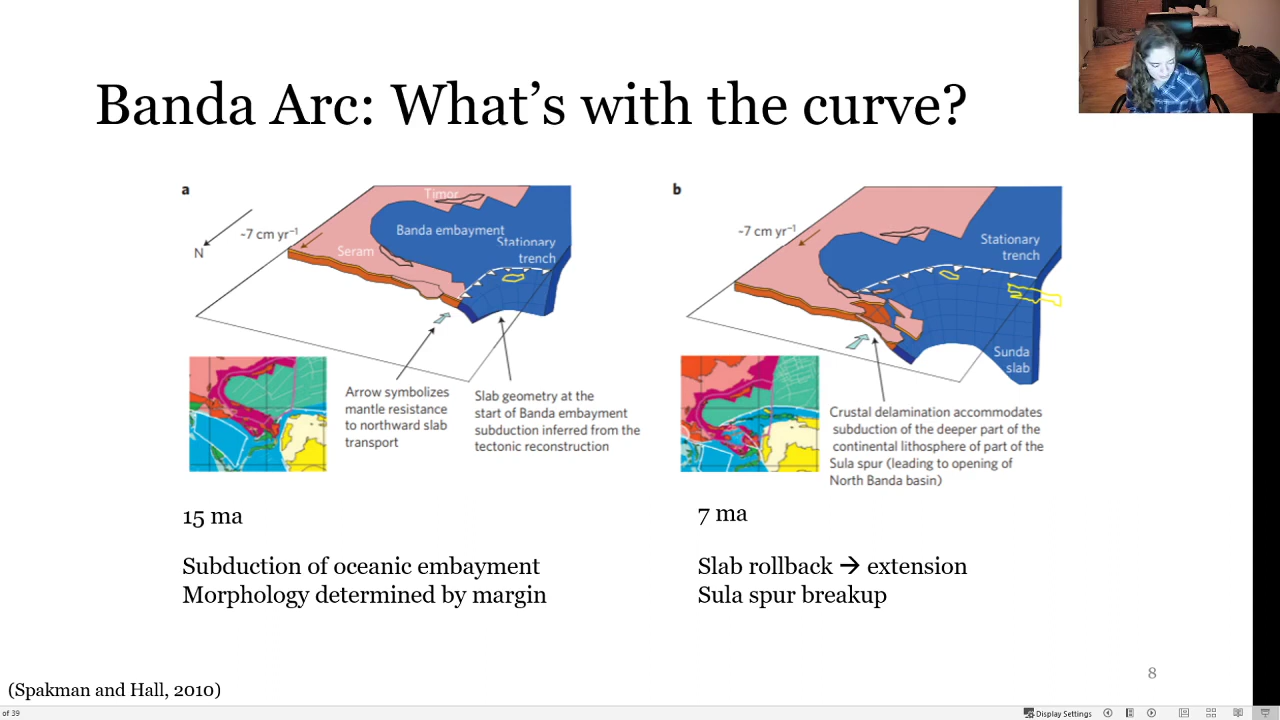 Banda Arc: What's with the curve?
a
N
~7 cm yr⁻¹
Timor
Banda embayment
Seram
Stationary
trench
Arrow symbolizes
mantle resistance
to northward slab
transport
Slab geometry at the
start of Banda embayment
subduction inferred from the
tectonic reconstruction
b
~7 cm yr⁻¹
Stationary
trench
Sunda
slab
Crustal delamination accommodates
subduction of the deeper part of the
continental lithosphere of part of the
Sula spur (leading to opening of
North Banda basin)
15 ma
Subduction of oceanic embayment
Morphology determined by margin
7 ma
Slab rollback → extension
Sula spur breakup
8
(Spakman and Hall, 2010)
of 39
Display Settings